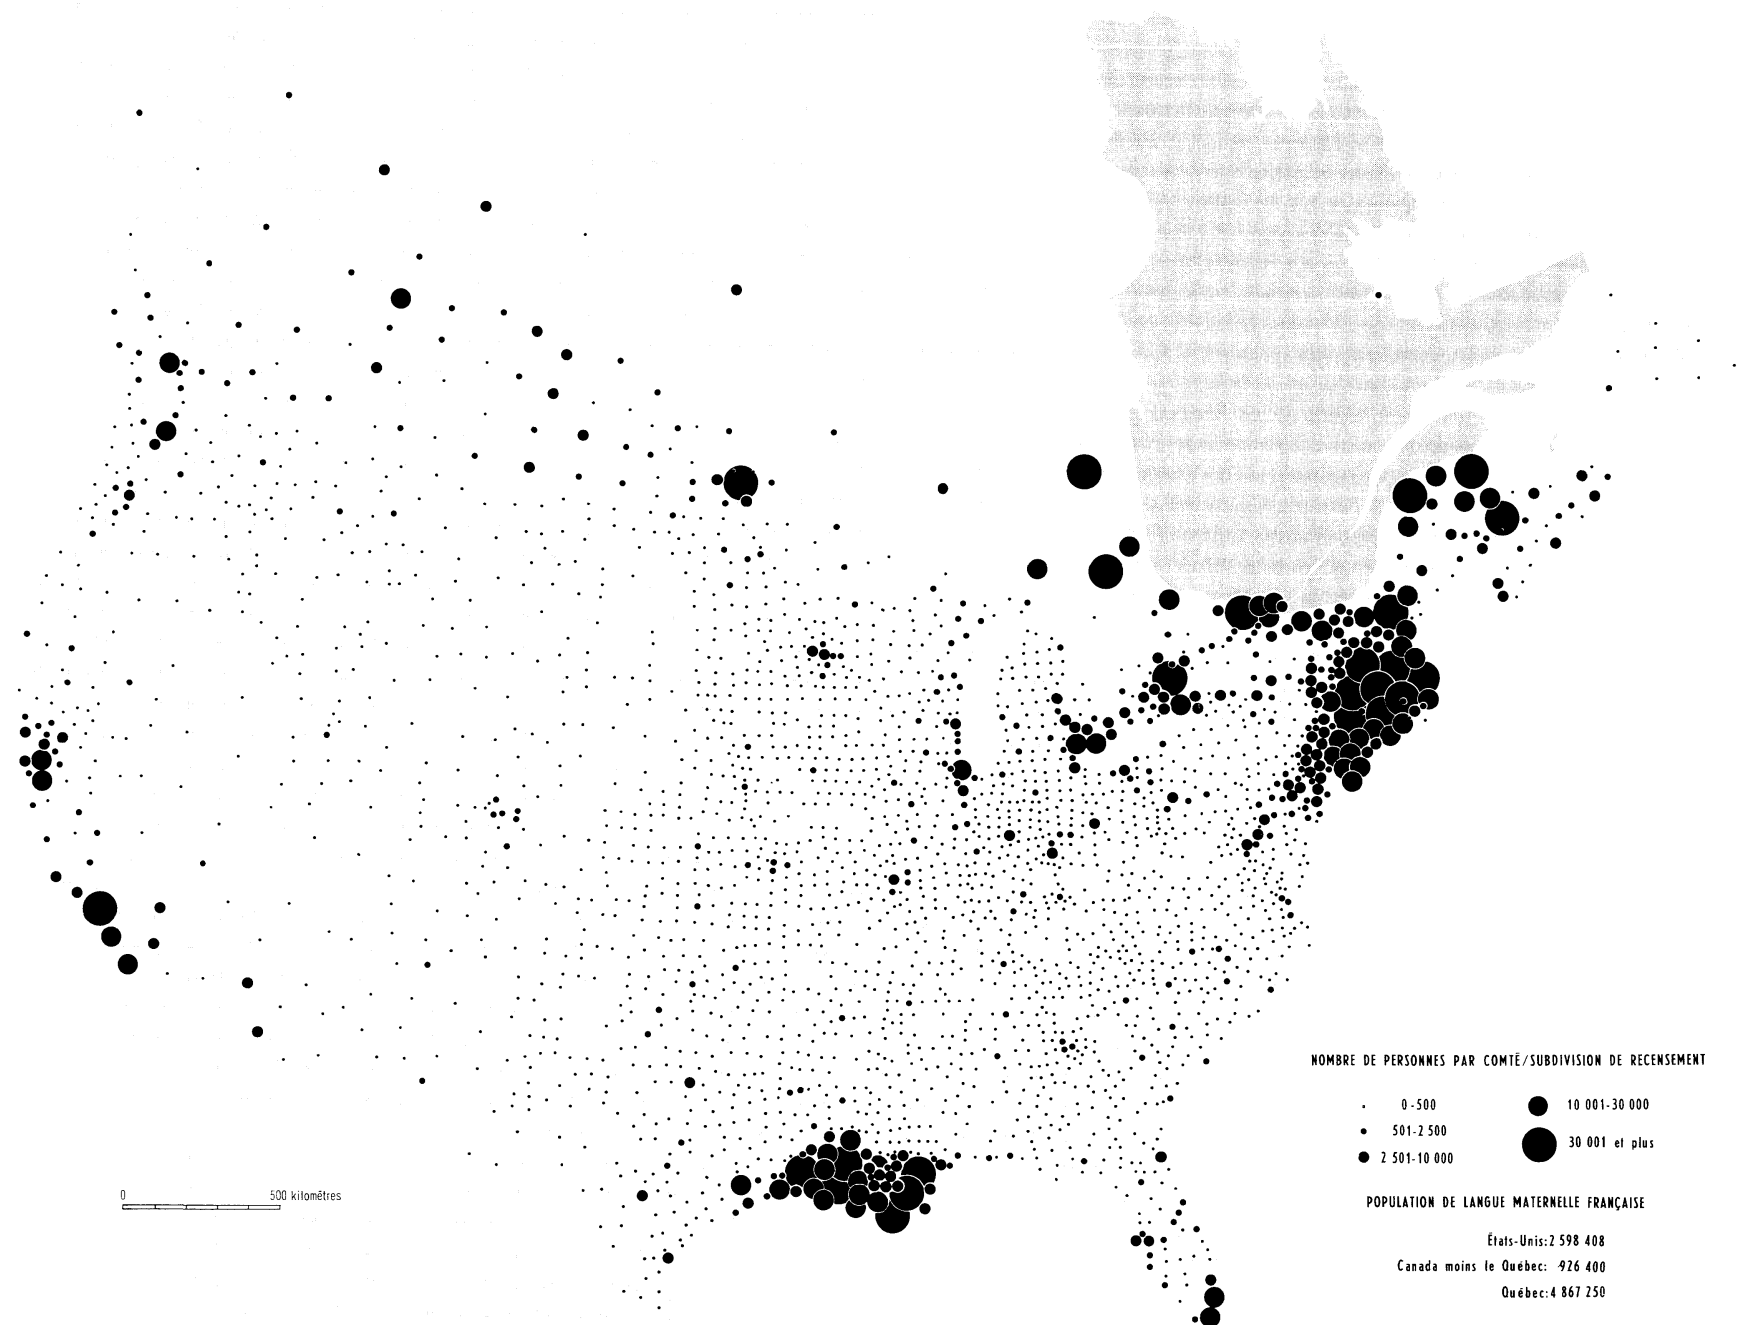 NOMBRE DE PERSONNES PAR COMTÉ/SUBDIVISION DE RECENSEMENT
0-500
10 001-30 000
501-2 500
30 001 et plus
2 501-10 000
0 500 kilomètres
POPULATION DE LANGUE MATERNELLE FRANÇAISE
États-Unis:2 598 408
Canada moins le Québec: 926 400
Québec:4 867 250